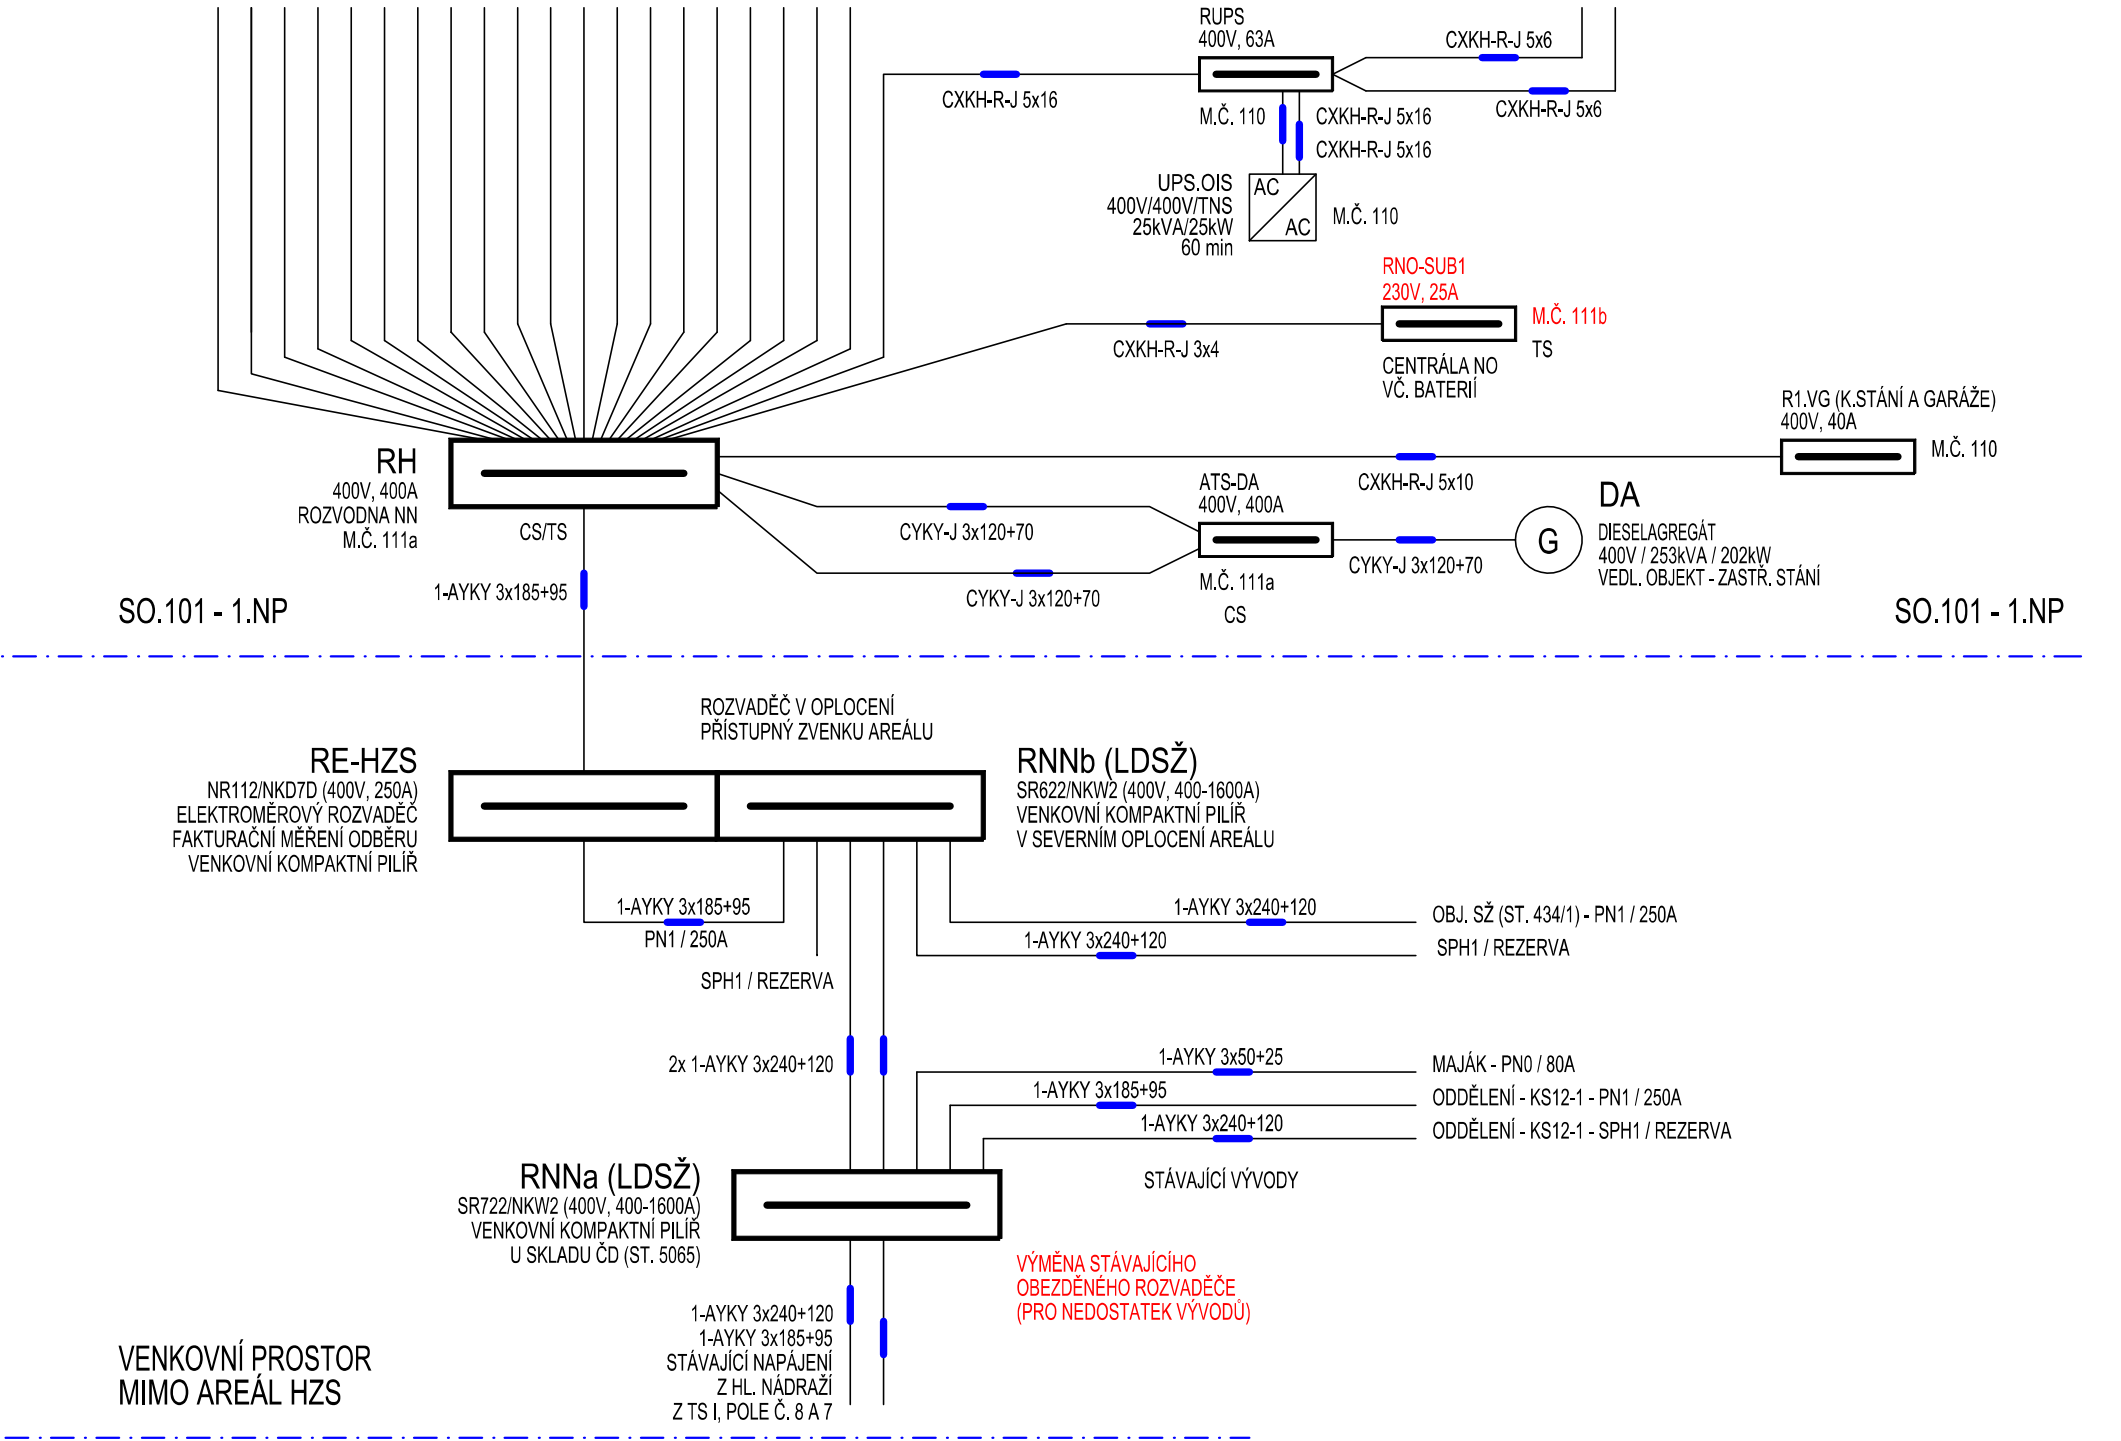 RUPS
400V, 63A
CXKH-R-J 5x6
CXKH-R-J 5x16
CXKH-R-J 5x6
M.Č. 110
CXKH-R-J 5x16
CXKH-R-J 5x16
UPS.OIS
400V/400V/TNS
25kVA/25kW
60 min
AC
AC
M.Č. 110
RNO-SUB1
230V, 25A
M.Č. 111b
TS
CXKH-R-J 3x4
CENTRÁLA NO
VČ. BATERIÍ
R1.VG (K.STÁNÍ A GARÁŽE)
400V, 40A
M.Č. 110
RH
400V, 400A
ROZVODNA NN
M.Č. 111a
CS/TS
CXKH-R-J 5x10
ATS-DA
400V, 400A
CYKY-J 3x120+70
CYKY-J 3x120+70
M.Č. 111a
CS
CYKY-J 3x120+70
G
DA
DIESELAGREGÁT
400V / 253kVA / 202kW
VEDL. OBJEKT - ZASTŘ. STÁNÍ
1-AYKY 3x185+95
SO.101 - 1.NP
SO.101 - 1.NP
ROZVADĚČ V OPLOCENÍ
PŘÍSTUPNÝ ZVENKU AREÁLU
RE-HZS
NR112/NKD7D (400V, 250A)
ELEKTROMĚROVÝ ROZVADĚČ
FAKTURAČNÍ MĚŘENÍ ODBĚRU
VENKOVNÍ KOMPAKTNÍ PILÍŘ
RNNb (LDSŽ)
SR622/NKW2 (400V, 400-1600A)
VENKOVNÍ KOMPAKTNÍ PILÍŘ
V SEVERNÍM OPLOCENÍ AREÁLU
1-AYKY 3x185+95
PN1 / 250A
SPH1 / REZERVA
1-AYKY 3x240+120
OBJ. SŽ (ST. 434/1) - PN1 / 250A
1-AYKY 3x240+120
SPH1 / REZERVA
2x 1-AYKY 3x240+120
1-AYKY 3x50+25
MAJÁK - PN0 / 80A
1-AYKY 3x185+95
ODDĚLENÍ - KS12-1 - PN1 / 250A
1-AYKY 3x240+120
ODDĚLENÍ - KS12-1 - SPH1 / REZERVA
STÁVAJÍCÍ VÝVODY
RNNa (LDSŽ)
SR722/NKW2 (400V, 400-1600A)
VENKOVNÍ KOMPAKTNÍ PILÍŘ
U SKLADU ČD (ST. 5065)
VÝMĚNA STÁVAJÍCÍHO
OBEZDĚNÉHO ROZVADĚČE
(PRO NEDOSTATEK VÝVODŮ)
1-AYKY 3x240+120
1-AYKY 3x185+95
STÁVAJÍCÍ NAPÁJENÍ
Z HL. NÁDRAŽÍ
Z TS I, POLE Č. 8 A 7
VENKOVNÍ PROSTOR
MIMO AREÁL HZS